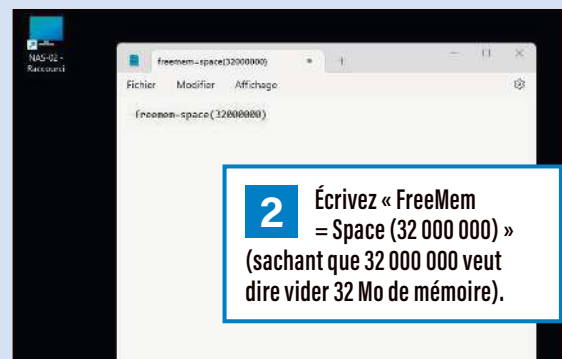 NAS-02 -
Raccourci
freemem=space(32000000)
Fichier Modifier Affichage
freemem=space(32000000)
2 Écrivez « FreeMem
= Space (32 000 000) »
(sachant que 32 000 000 veut
dire vider 32 Mo de mémoire).